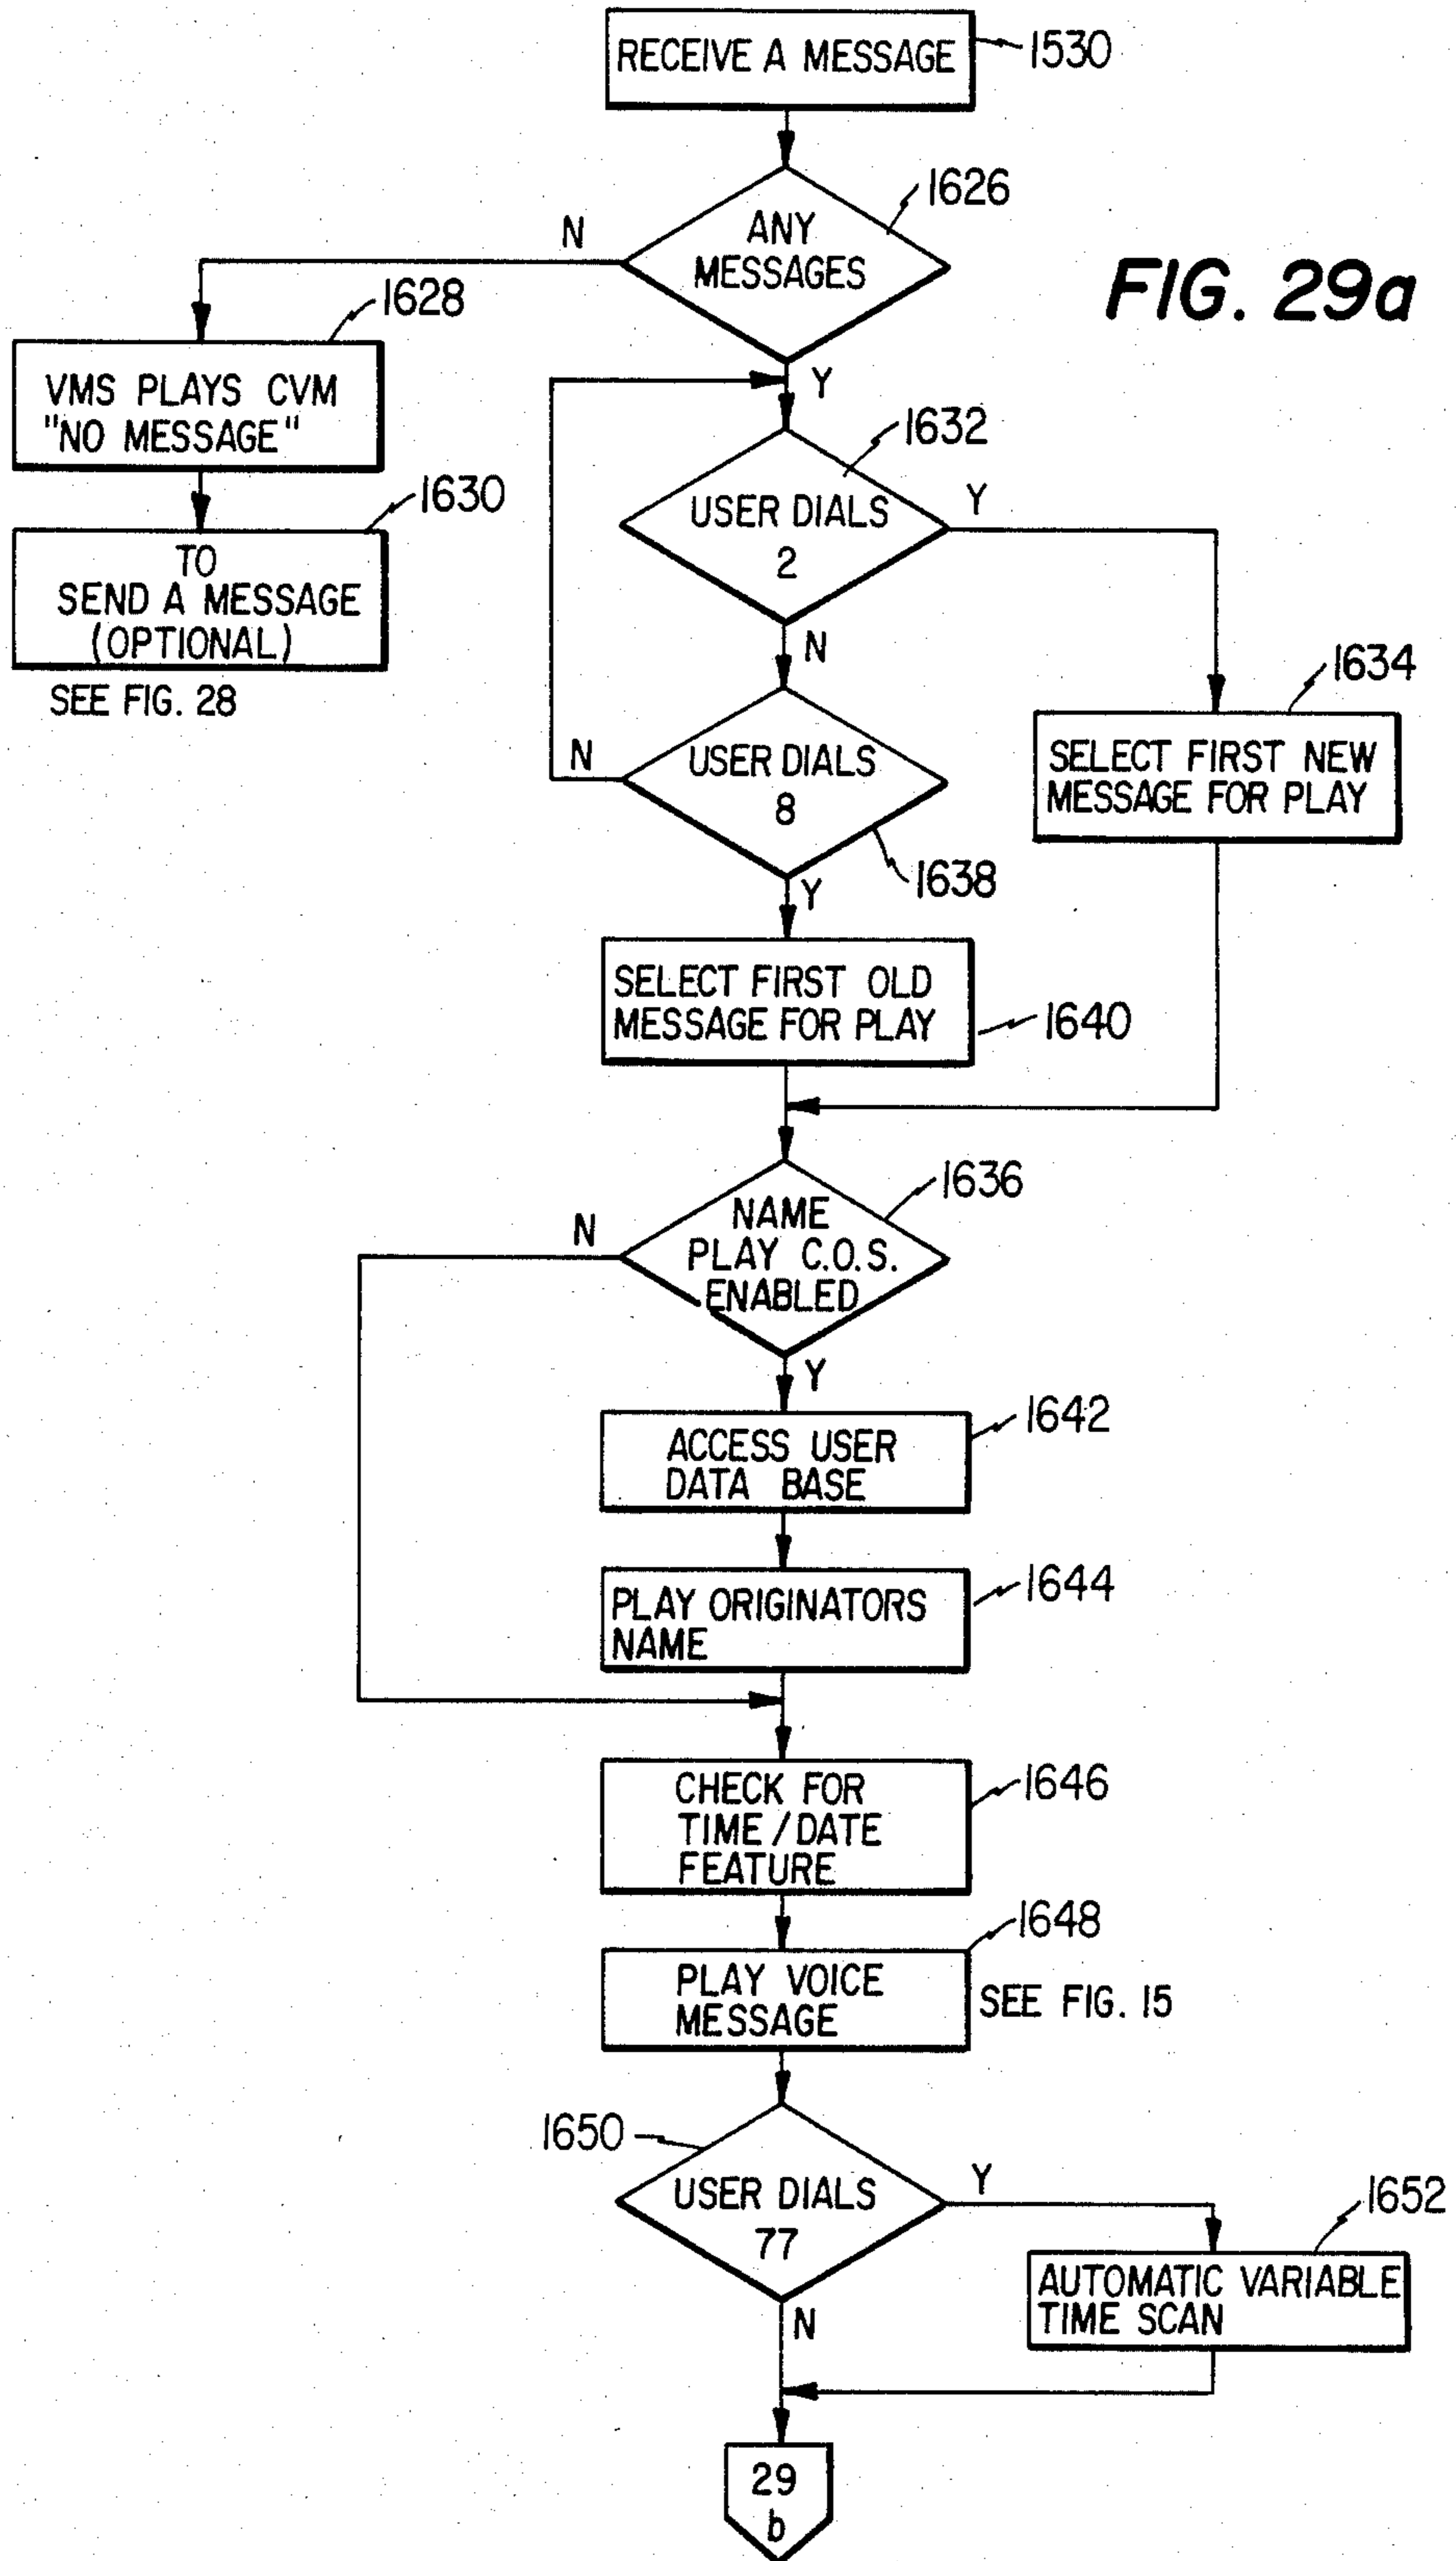 RECEIVE A MESSAGE
1530
1626
ANY
MESSAGES
N
FIG. 29a
1628
Y
VMS PLAYS CVM
"NO MESSAGE"
1632
1630
USER DIALS
2
Y
TO
SEND A MESSAGE
(OPTIONAL)
SEE FIG. 28
N
1634
USER DIALS
8
N
SELECT FIRST NEW
MESSAGE FOR PLAY
1638
Y
SELECT FIRST OLD
MESSAGE FOR PLAY
1640
1636
NAME
PLAY C.O.S.
ENABLED
N
Y
1642
ACCESS USER
DATA BASE
1644
PLAY ORIGINATORS
NAME
CHECK FOR
TIME/DATE
FEATURE
1646
1648
PLAY VOICE
MESSAGE
SEE FIG. 15
1650
USER DIALS
77
Y
1652
AUTOMATIC VARIABLE
TIME SCAN
N
29
b